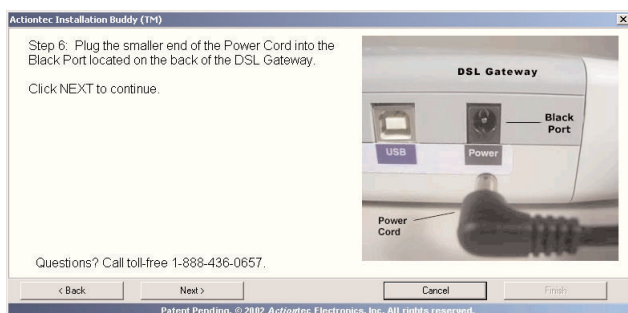 Actiontec Installation Buddy (TM)
Step 6: Plug the smaller end of the Power Cord into the
Black Port located on the back of the DSL Gateway.
Click NEXT to continue.
DSL Gateway
Black
Port
USB
Power
Power
Cord
Questions? Call toll-free 1-888-436-0657.
< Back
Next >
Cancel
Finish
Patent Pending. © 2002 Actiontec Electronics, Inc. All rights reserved.